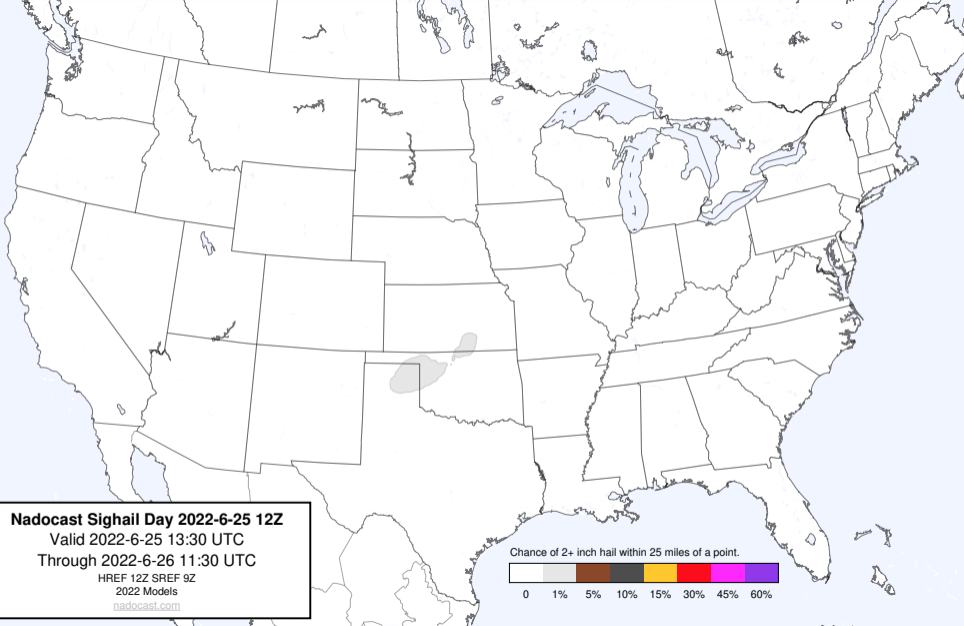 Nadocast Sighail Day 2022-6-25 12Z
Valid 2022-6-25 13:30 UTC
Through 2022-6-26 11:30 UTC
HREF 12Z SREF 9Z
2022 Models
nadocast.com
Chance of 2+ inch hail within 25 miles of a point.
0 1% 5% 10% 15% 30% 45% 60%